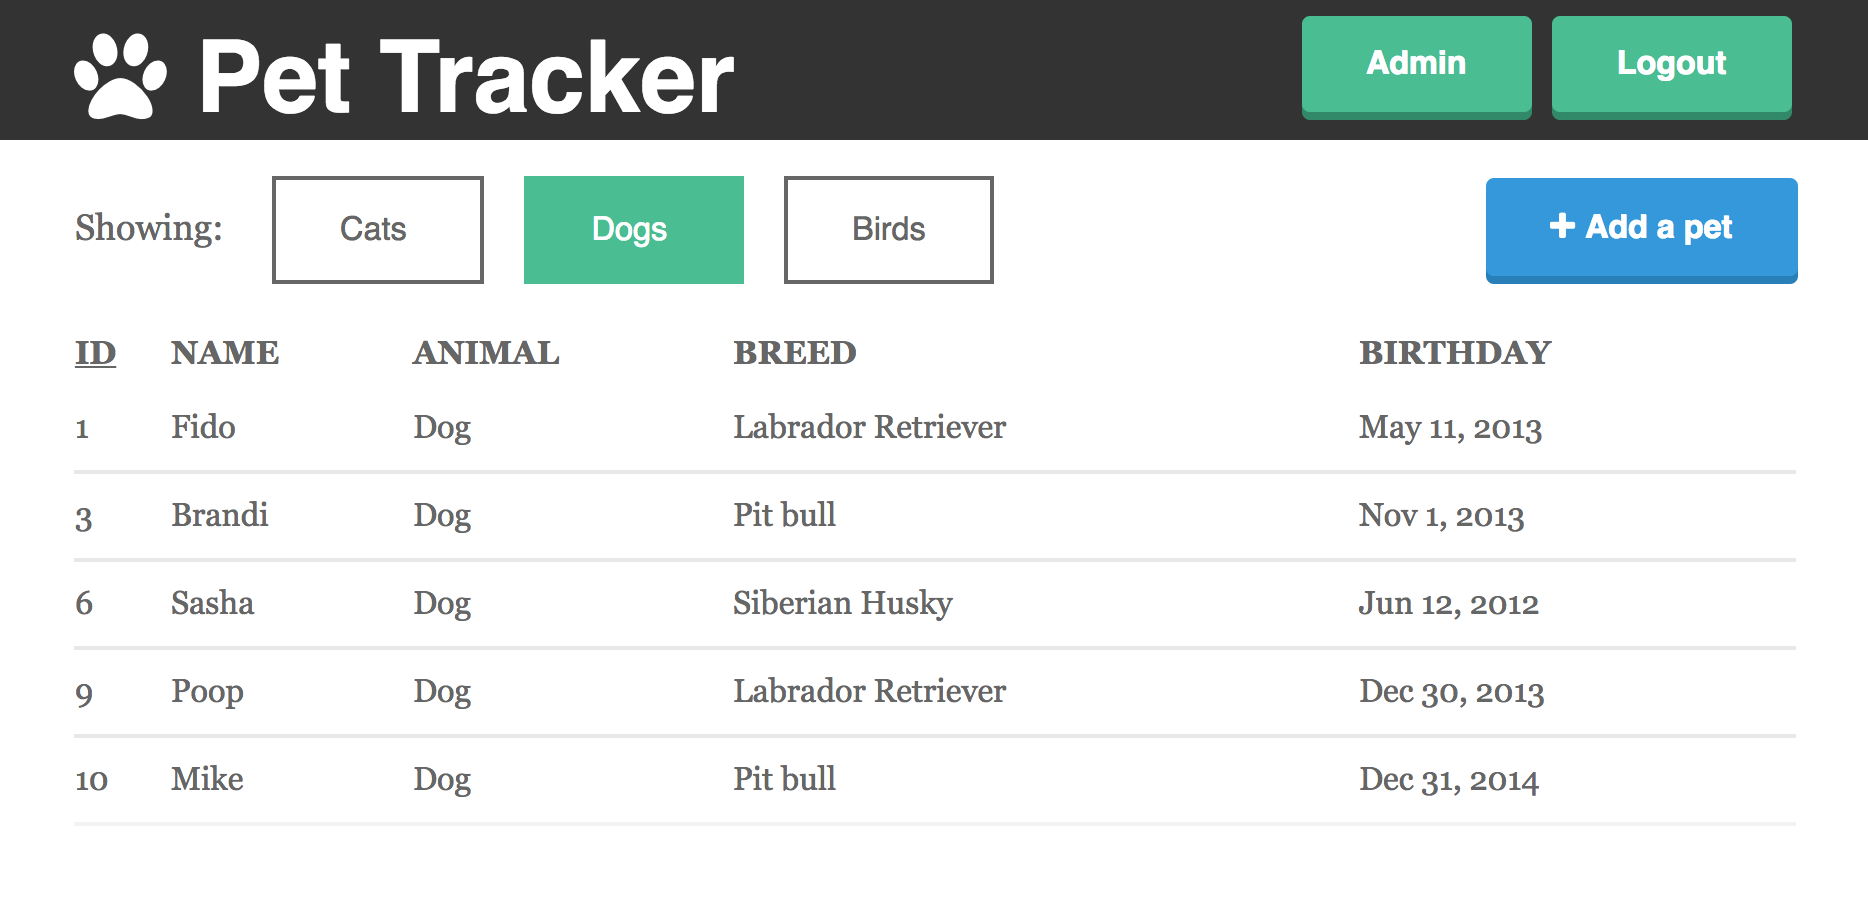 Pet Tracker Admin Logout
Showing: Cats Dogs Birds + Add a pet
ID NAME ANIMAL BREED BIRTHDAY
1 Fido Dog Labrador Retriever May 11, 2013
3 Brandi Dog Pit bull Nov 1, 2013
6 Sasha Dog Siberian Husky Jun 12, 2012
9 Poop Dog Labrador Retriever Dec 30, 2013
10 Mike Dog Pit bull Dec 31, 2014